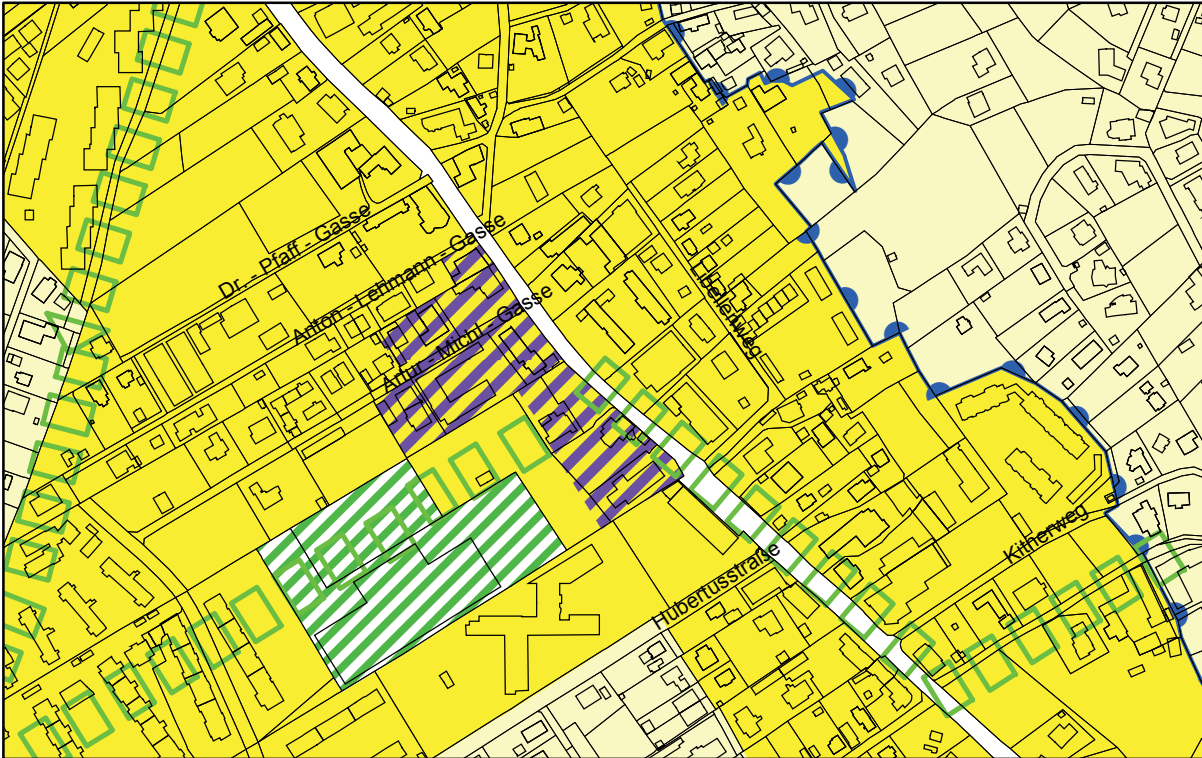 Dr. - Pfaff - Gasse
Anton - Lehmann - Gasse
Artur - Michl - Gasse
Libellenweg
Hubertusstraße
Kitherweg